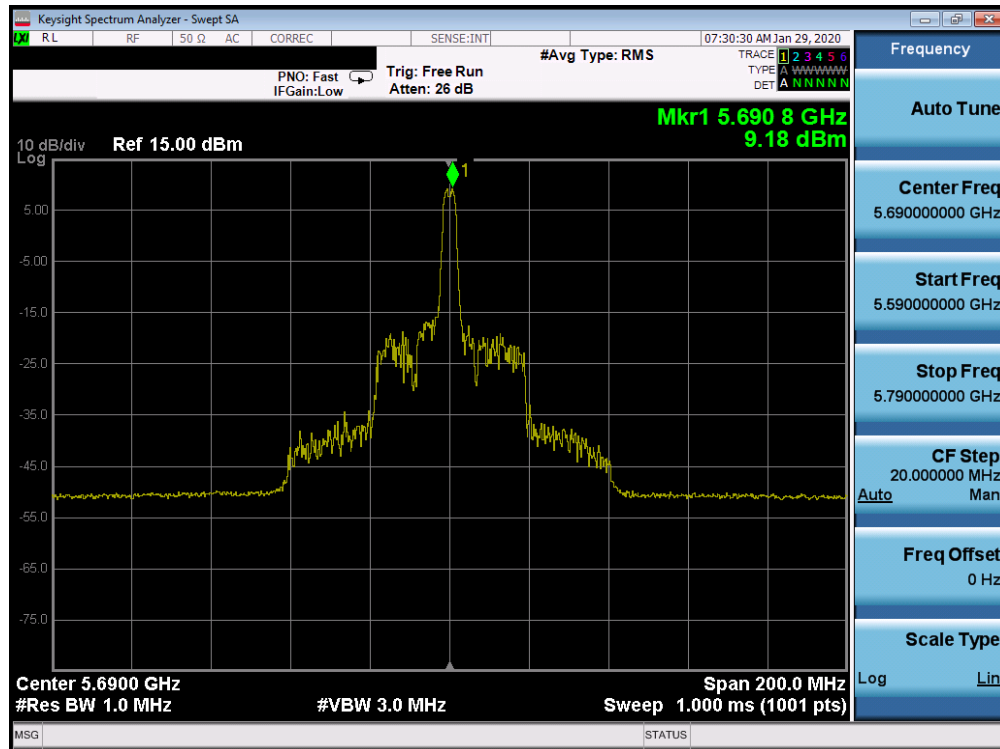 Keysight Spectrum Analyzer - Swept SA
LXI RL RF 50 Ω AC CORREC SENSE:INT 07:30:30 AM Jan 29, 2020
#Avg Type: RMS
TRACE 1 2 3 4 5 6
TYPE A WWWWW
DET A N N N N N
PNO: Fast
IFGain:Low
Trig: Free Run
Atten: 26 dB
Mkr1 5.690 8 GHz
9.18 dBm
10 dB/div Ref 15.00 dBm
Log
1
5.00
-5.00
-15.0
-25.0
-35.0
-45.0
-55.0
-65.0
-75.0
Center 5.6900 GHz Span 200.0 MHz
#Res BW 1.0 MHz #VBW 3.0 MHz Sweep 1.000 ms (1001 pts)
MSG STATUS
Frequency
Auto Tune
Center Freq
5.690000000 GHz
Start Freq
5.590000000 GHz
Stop Freq
5.790000000 GHz
CF Step
20.000000 MHz
Auto Man
Freq Offset
0 Hz
Scale Type
Log Lin